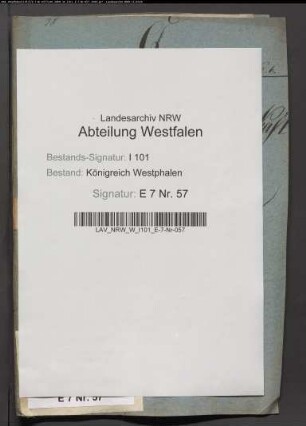 Landesarchiv NRW
Abteilung Westfalen
Bestands-Signatur: I 101
Bestand: Königreich Westphalen
Signatur: E 7 Nr. 57
LAV_NRW_W_I101_E-7-Nr-057
E 7 Nr. 57